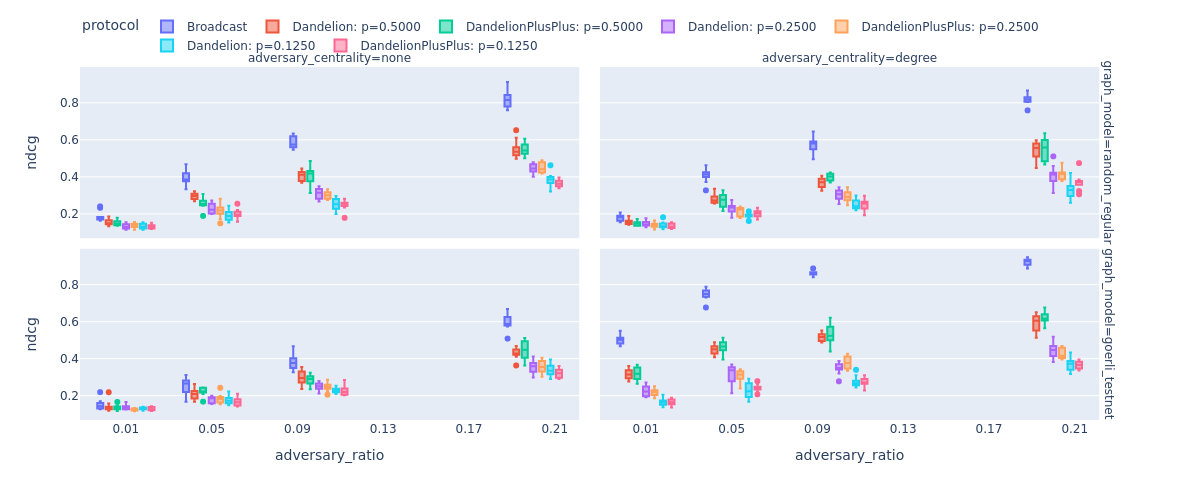 protocol
Broadcast
Dandelion: p=0.5000
DandelionPlusPlus: p=0.5000
Dandelion: p=0.2500
DandelionPlusPlus: p=0.2500
Dandelion: p=0.1250
DandelionPlusPlus: p=0.1250
adversary_centrality=none
adversary_centrality=degree
ndcg
0.8
0.6
0.4
0.2
graph_model=random_regular
ndcg
0.8
0.6
0.4
0.2
graph_model=goerli_testnet
0.01
0.05
0.09
0.13
0.17
0.21
0.01
0.05
0.09
0.13
0.17
0.21
adversary_ratio
adversary_ratio